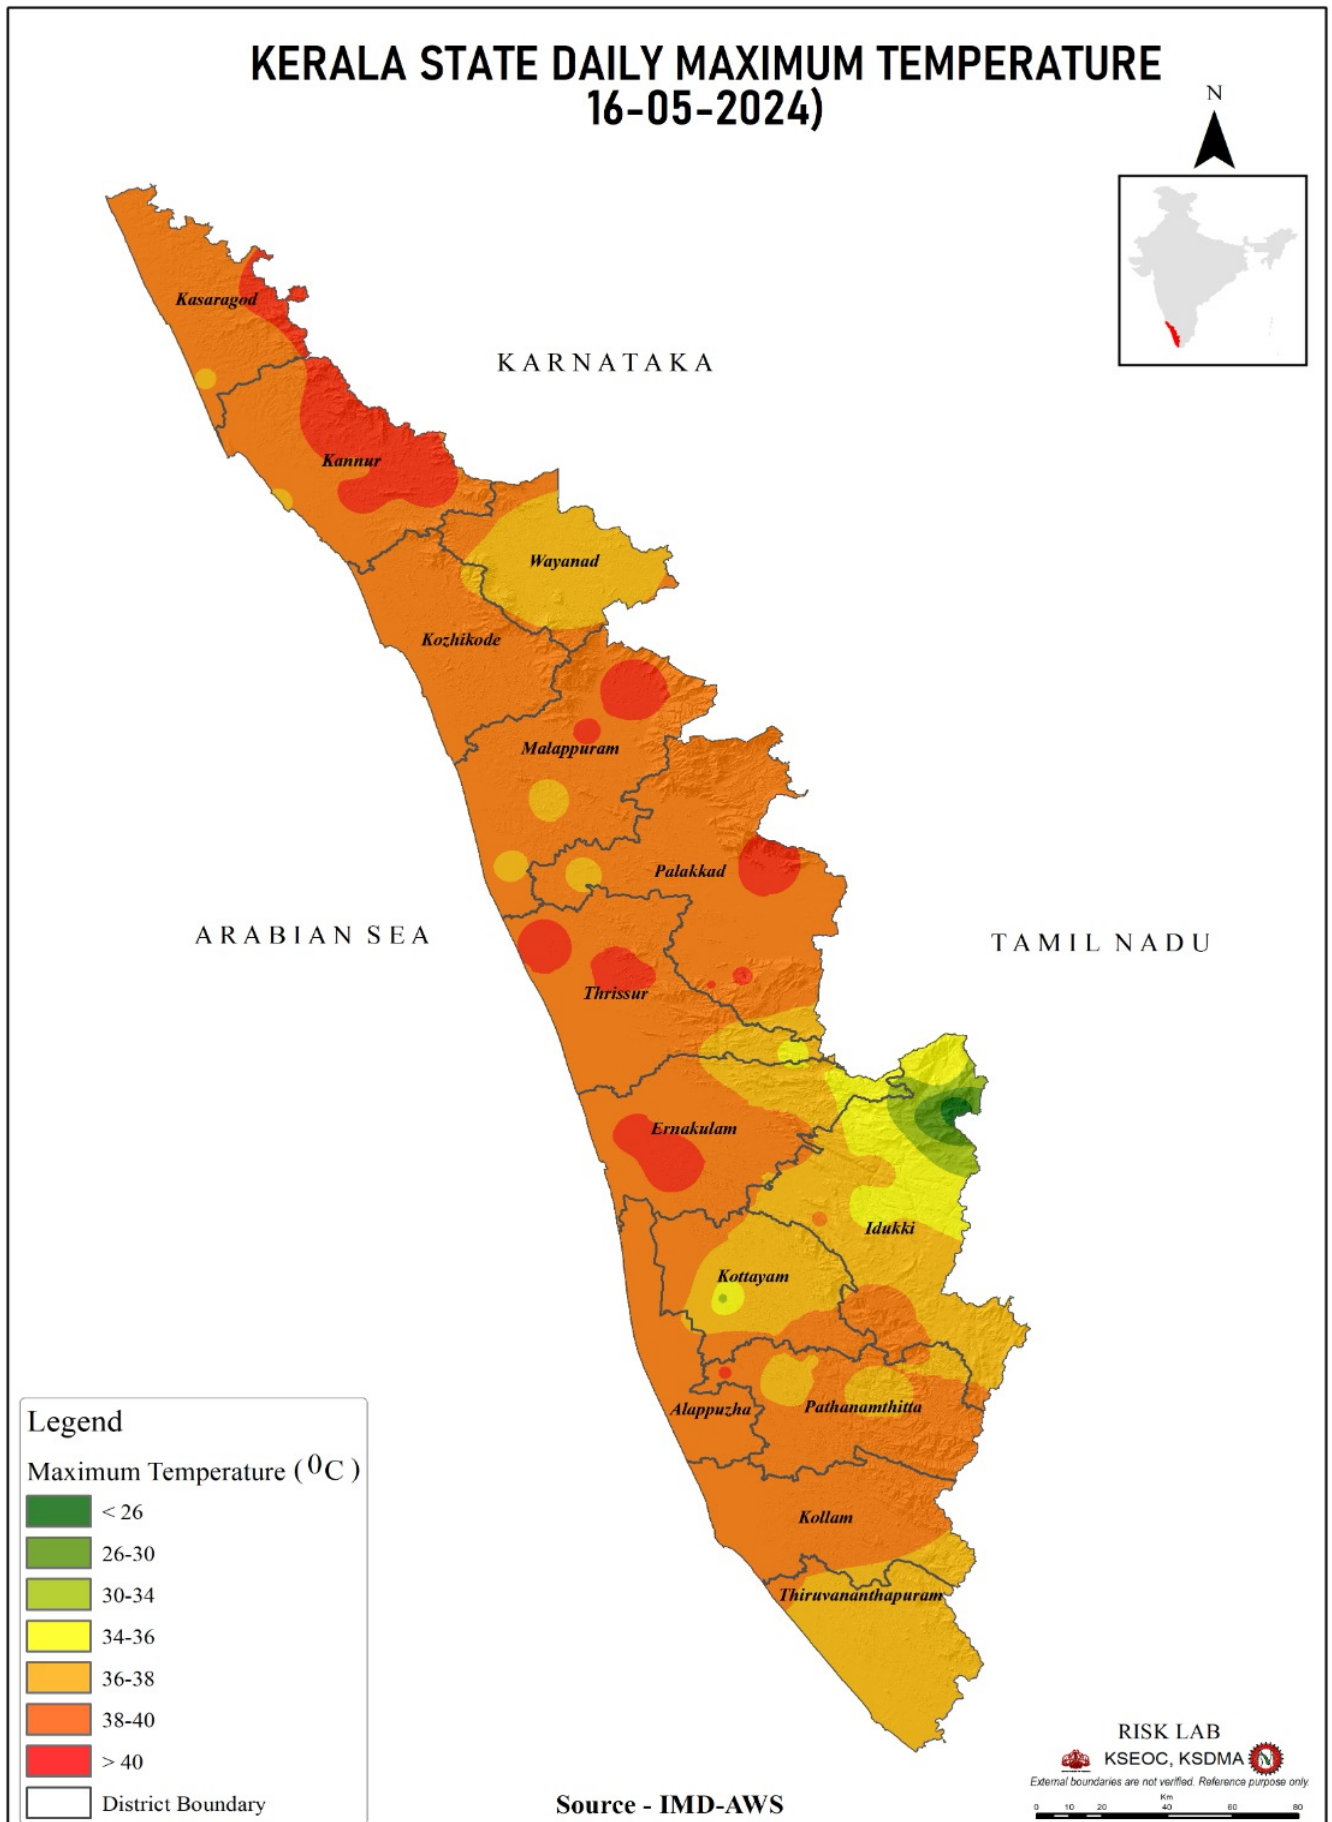 KERALA STATE DAILY MAXIMUM TEMPERATURE
16-05-2024)
N
Kasaragod
KARNATAKA
Kannur
Wayanad
Kozhikode
Malappuram
Palakkad
ARABIAN SEA
TAMIL NADU
Thrissur
Ernakulam
Idukki
Kottayam
Alappuzha
Pathanamthitta
Kollam
Thiruvananthapuram
Legend
Maximum Temperature (⁰C)
< 26
26-30
30-34
34-36
36-38
38-40
> 40
District Boundary
Source - IMD-AWS
RISK LAB
KSEOC, KSDMA
External boundaries are not verified. Reference purpose only.
Km
0 10 20 40 60 80